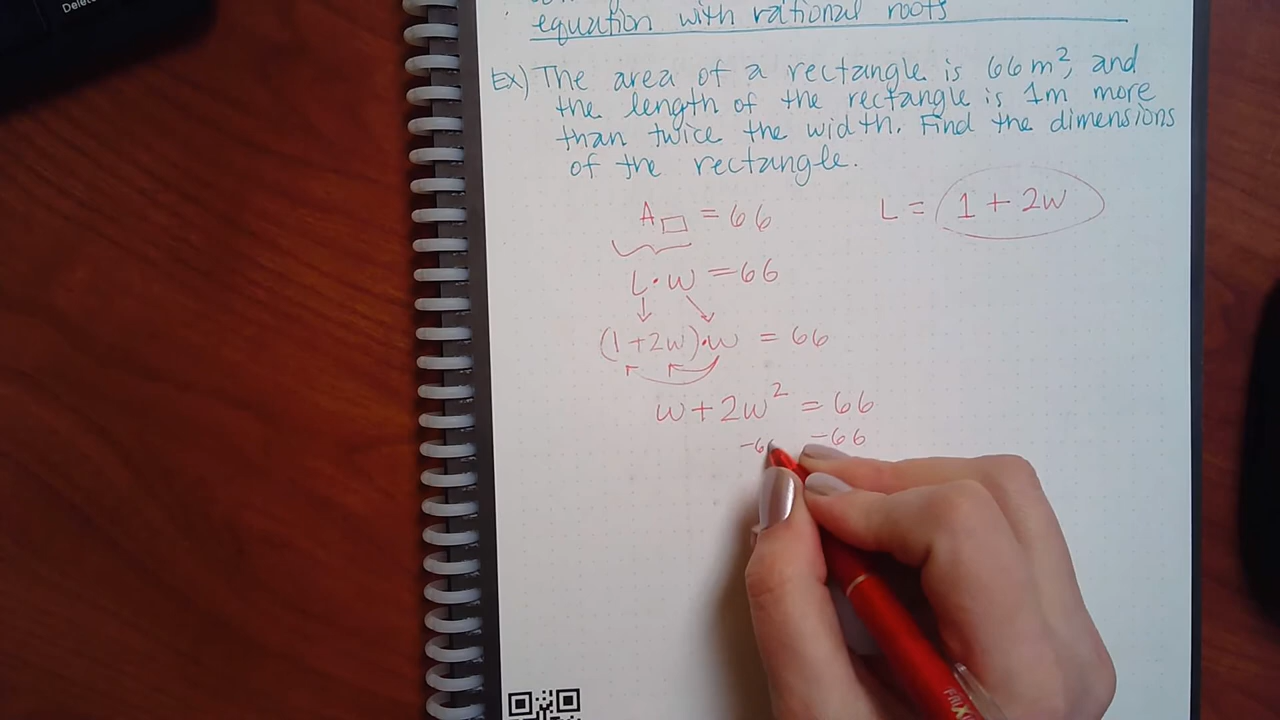 Delete
equation with rational roots
Ex) The area of a rectangle is 66m², and
the length of the rectangle is 1m more
than twice the width. Find the dimensions
of the rectangle.
A□ = 66
L = 1 + 2w
L·w = 66
(1+2w)·w = 66
w + 2w² = 66
-66 -66